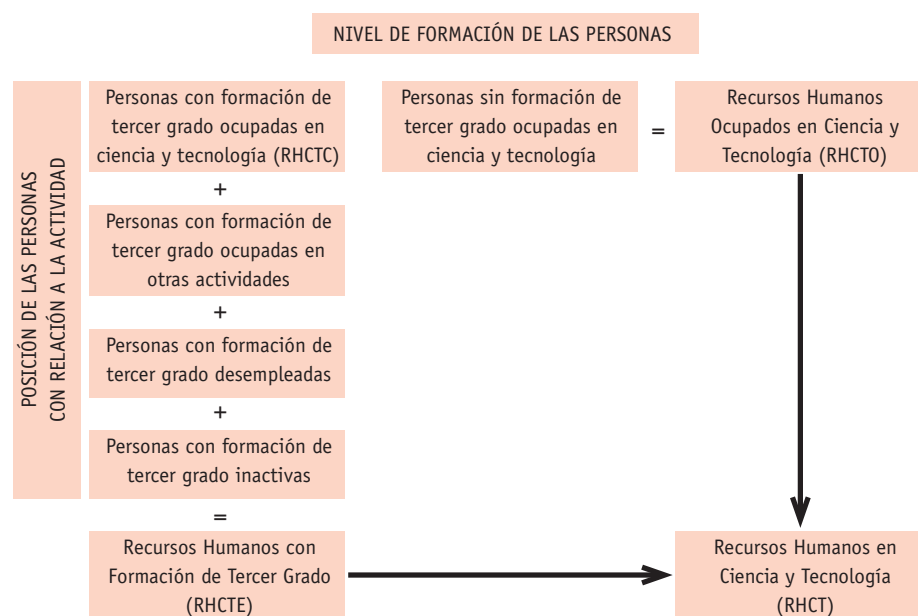 NIVEL DE FORMACIÓN DE LAS PERSONAS
POSICIÓN DE LAS PERSONAS
CON RELACIÓN A LA ACTIVIDAD
Personas con formación de
tercer grado ocupadas en
ciencia y tecnología (RHCTC)
Personas sin formación de
tercer grado ocupadas en
ciencia y tecnología
=
Recursos Humanos
Ocupados en Ciencia y
Tecnología (RHCTO)
+
Personas con formación de
tercer grado ocupadas en
otras actividades
+
Personas con formación de
tercer grado desempleadas
+
Personas con formación de
tercer grado inactivas
=
Recursos Humanos con
Formación de Tercer Grado
(RHCTE)
Recursos Humanos en
Ciencia y Tecnología
(RHCT)